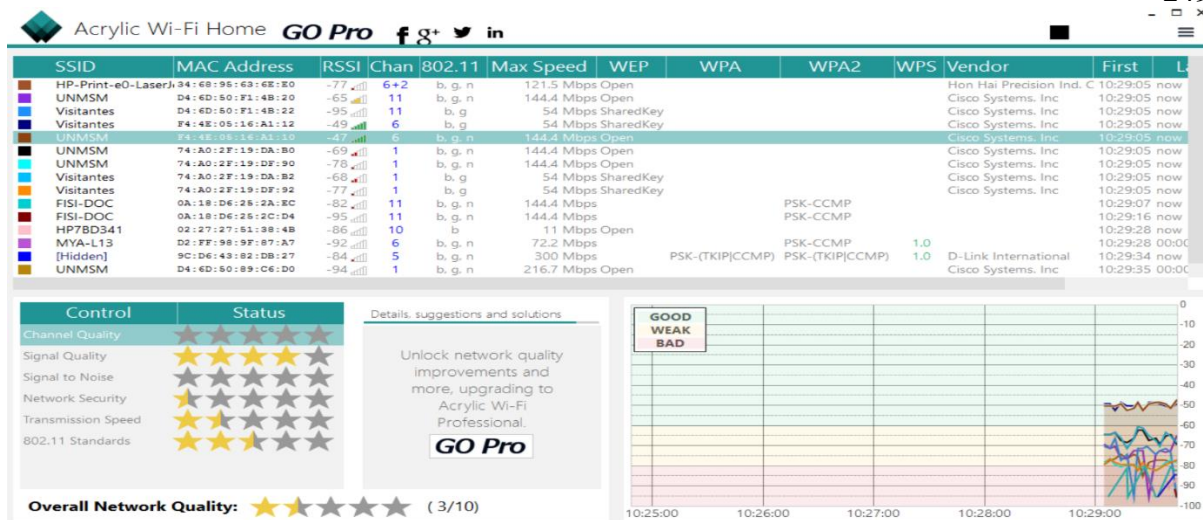 249
Acrylic Wi-Fi Home GO Pro f g+ in
SSID MAC Address RSSI Chan 802.11 Max Speed WEP WPA WPA2 WPS Vendor First L
HP-Print-e0-LaserJ 34:68:95:63:6E:E0 -77 6+2 b, g, n 121.5 Mbps Open Hon Hai Precision Ind. C 10:29:05 now
UNMSM D4:6D:50:F1:4B:20 -65 11 b, g, n 144.4 Mbps Open Cisco Systems. Inc 10:29:05 now
Visitantes D4:6D:50:F1:4B:22 -95 11 b, g 54 Mbps SharedKey Cisco Systems. Inc 10:29:05 now
Visitantes F4:4E:05:16:A1:12 -49 6 b, g 54 Mbps SharedKey Cisco Systems. Inc 10:29:05 now
UNMSM F4:4E:05:16:A1:10 -47 6 b, g, n 144.4 Mbps Open Cisco Systems. Inc 10:29:05 now
UNMSM 74:A0:2F:19:DA:B0 -69 1 b, g, n 144.4 Mbps Open Cisco Systems. Inc 10:29:05 now
UNMSM 74:A0:2F:19:DF:90 -78 1 b, g, n 144.4 Mbps Open Cisco Systems. Inc 10:29:05 now
Visitantes 74:A0:2F:19:DA:B2 -68 1 b, g 54 Mbps SharedKey Cisco Systems. Inc 10:29:05 now
Visitantes 74:A0:2F:19:DF:92 -77 1 b, g 54 Mbps SharedKey Cisco Systems. Inc 10:29:05 now
FISI-DOC 0A:18:D6:25:2A:EC -82 11 b, g, n 144.4 Mbps PSK-CCMP 10:29:07 now
FISI-DOC 0A:18:D6:25:2C:D4 -95 11 b, g, n 144.4 Mbps PSK-CCMP 10:29:16 now
HP7BD341 02:27:27:51:38:4B -86 10 b 11 Mbps Open 10:29:28 now
MYA-L13 D2:FF:98:9F:87:A7 -92 6 b, g, n 72.2 Mbps PSK-CCMP 1.0 10:29:28 00:00
[Hidden] 9C:D6:43:82:DB:27 -84 5 b, g, n 300 Mbps PSK-(TKIP|CCMP) PSK-(TKIP|CCMP) 1.0 D-Link International 10:29:34 now
UNMSM D4:6D:50:89:C6:D0 -94 1 b, g, n 216.7 Mbps Open Cisco Systems. Inc 10:29:35 00:00
Control Status
Channel Quality
Signal Quality
Signal to Noise
Network Security
Transmission Speed
802.11 Standards
Overall Network Quality: (3/10)
Details, suggestions and solutions
Unlock network quality
improvements and
more, upgrading to
Acrylic Wi-Fi
Professional.
GO Pro
GOOD
WEAK
BAD
0
-10
-20
-30
-40
-50
-60
-70
-80
-90
-100
10:25:00 10:26:00 10:27:00 10:28:00 10:29:00